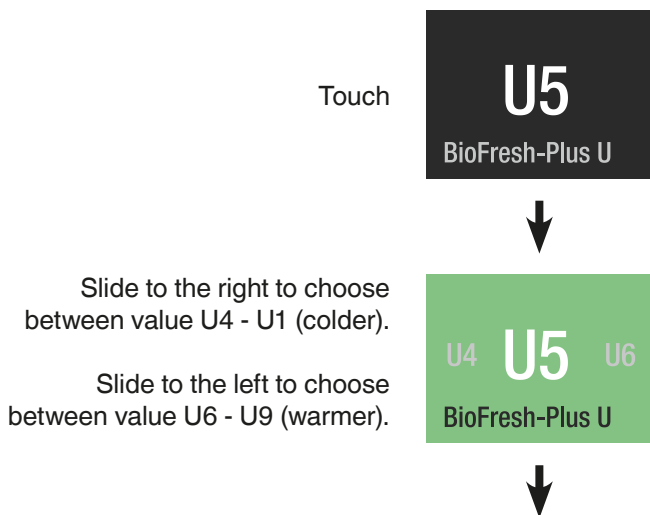 Touch
U5
BioFresh-Plus U
Slide to the right to choose
between value U4 - U1 (colder).
Slide to the left to choose
between value U6 - U9 (warmer).
U4 U5 U6
BioFresh-Plus U